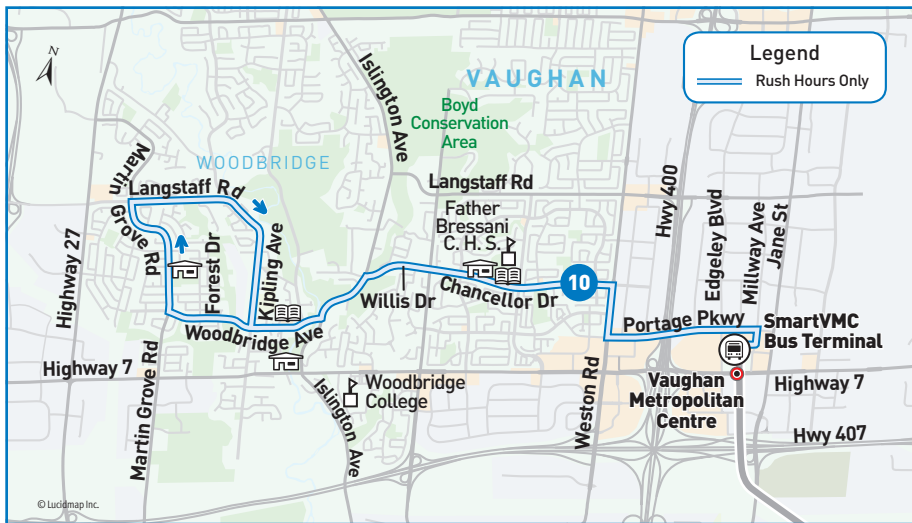 Legend
Rush Hours Only
N
VAUGHAN
Boyd
Conservation
Area
Islington Ave
WOODBRIDGE
Martin
Grove Rd
Langstaff Rd
Langstaff Rd
Highway 27
Forest Dr
Kipling Ave
Father
Bressani
C. H. S.
Hwy 400
Edgeley Blvd
Millway Ave
Jane St
Willis Dr
Chancellor Dr
10
Woodbridge Ave
Portage Pkwy
SmartVMC
Bus Terminal
Highway 7
Highway 7
Martin Grove Rd
Islington Ave
Woodbridge
College
Weston Rd
Vaughan
Metropolitan
Centre
Hwy 407
© Lucidmap Inc.